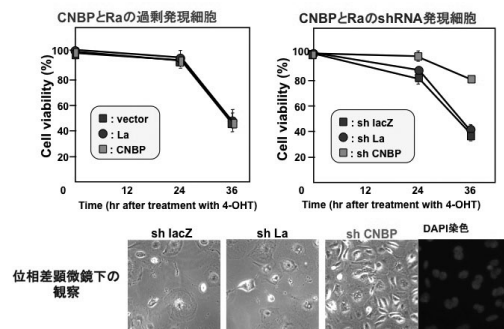 CNBPとRaの過剰発現細胞
Cell viability (%)
100
80
60
40
20
: vector
: La
: CNBP
0
12
24
36
Time (hr after treatment with 4-OHT)
CNBPとRaのshRNA発現細胞
Cell viability (%)
100
80
60
40
20
: sh lacZ
: sh La
: sh CNBP
0
12
24
36
Time (hr after treatment with 4-OHT)
sh lacZ
sh La
sh CNBP
DAPI染色
位相差顕微鏡下の
観察